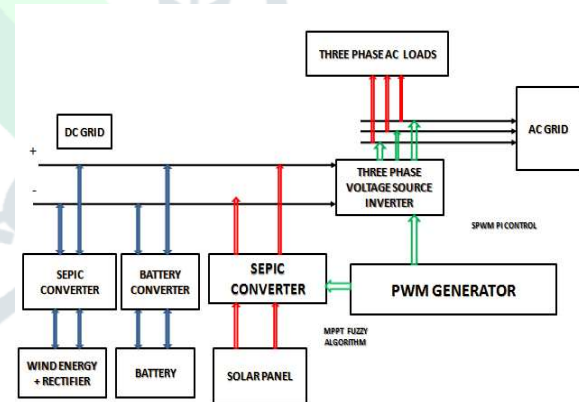 THREE PHASE AC LOADS
AC GRID
DC GRID
+
-
THREE PHASE
VOLTAGE SOURCE
INVERTER
SPWM PI CONTROL
SEPIC
CONVERTER
BATTERY
CONVERTER
SEPIC
CONVERTER
PWM GENERATOR
MPPT FUZZY
ALGORITHM
WIND ENERGY
+ RECTIFIER
BATTERY
SOLAR PANEL